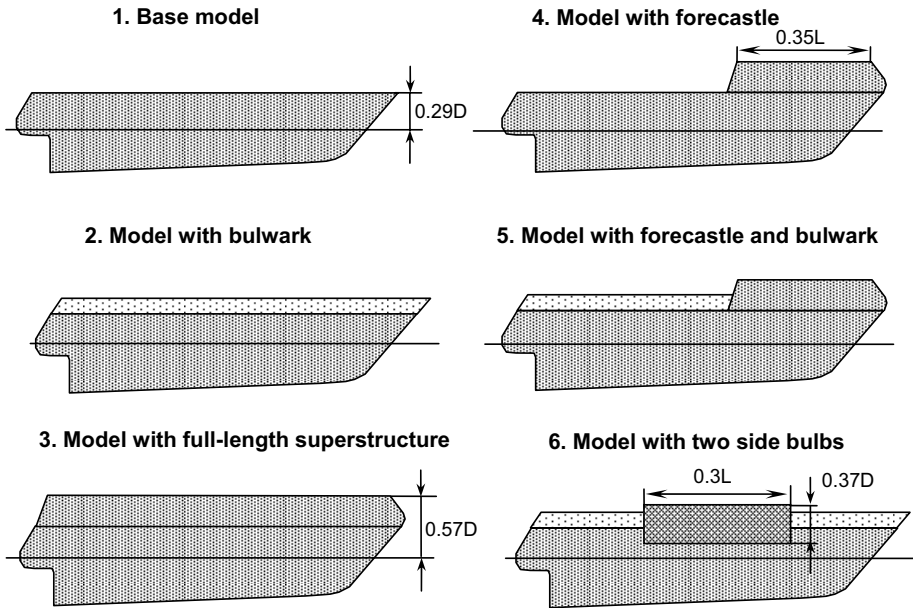 1. Base model
0.29D
2. Model with bulwark
3. Model with full-length superstructure
0.57D
4. Model with forecastle
0.35L
5. Model with forecastle and bulwark
6. Model with two side bulbs
0.3L
0.37D